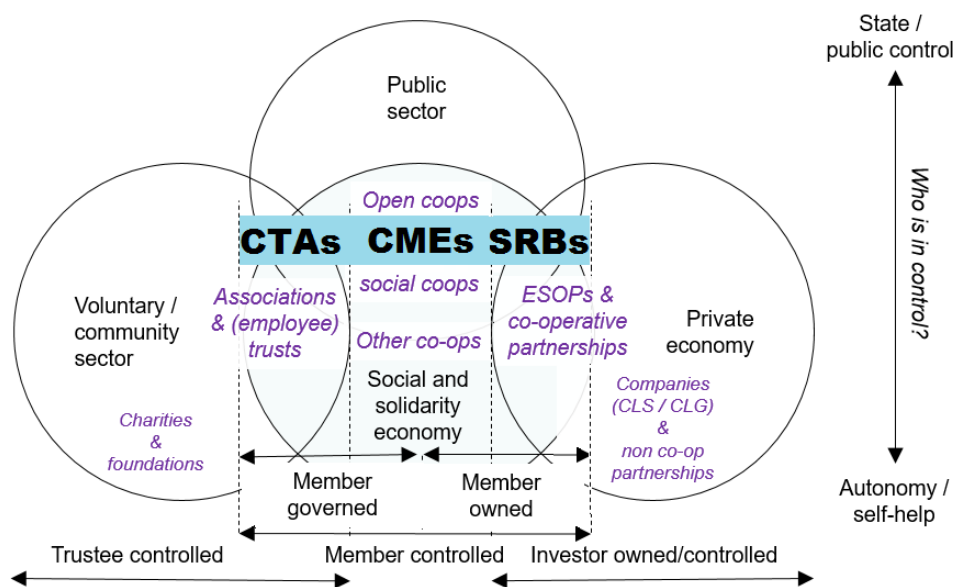 State /
public control
Public
sector
Who is in control?
Open coops
CTAs
CMEs
SRBs
social coops
Voluntary /
community
sector
Associations
& (employee)
trusts
Other co-ops
ESOPs &
co-operative
partnerships
Private
economy
Social and
solidarity
economy
Charities
&
foundations
Companies
(CLS / CLG)
&
non co-op
partnerships
Member
governed
Member
owned
Autonomy /
self-help
Trustee controlled
Member controlled
Investor owned/controlled